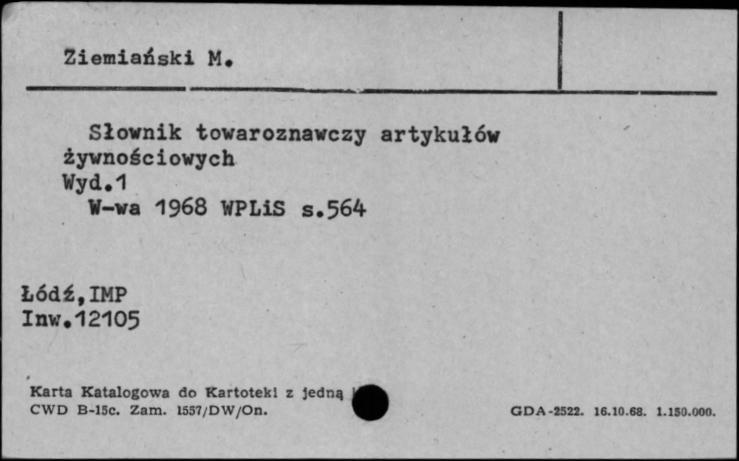 Ziemiański M.
Słownik towaroznawczy artykułów
żywnościowych
Wyd.1
W-wa 1968 WPLiS s.564
Łódź,IMP
Inw.12105
Karta Katalogowa do Kartoteki z jedną
CWD B-15c. Zam. 1557/DW/On.
GDA-2522. 16.10.68. 1.150.000.